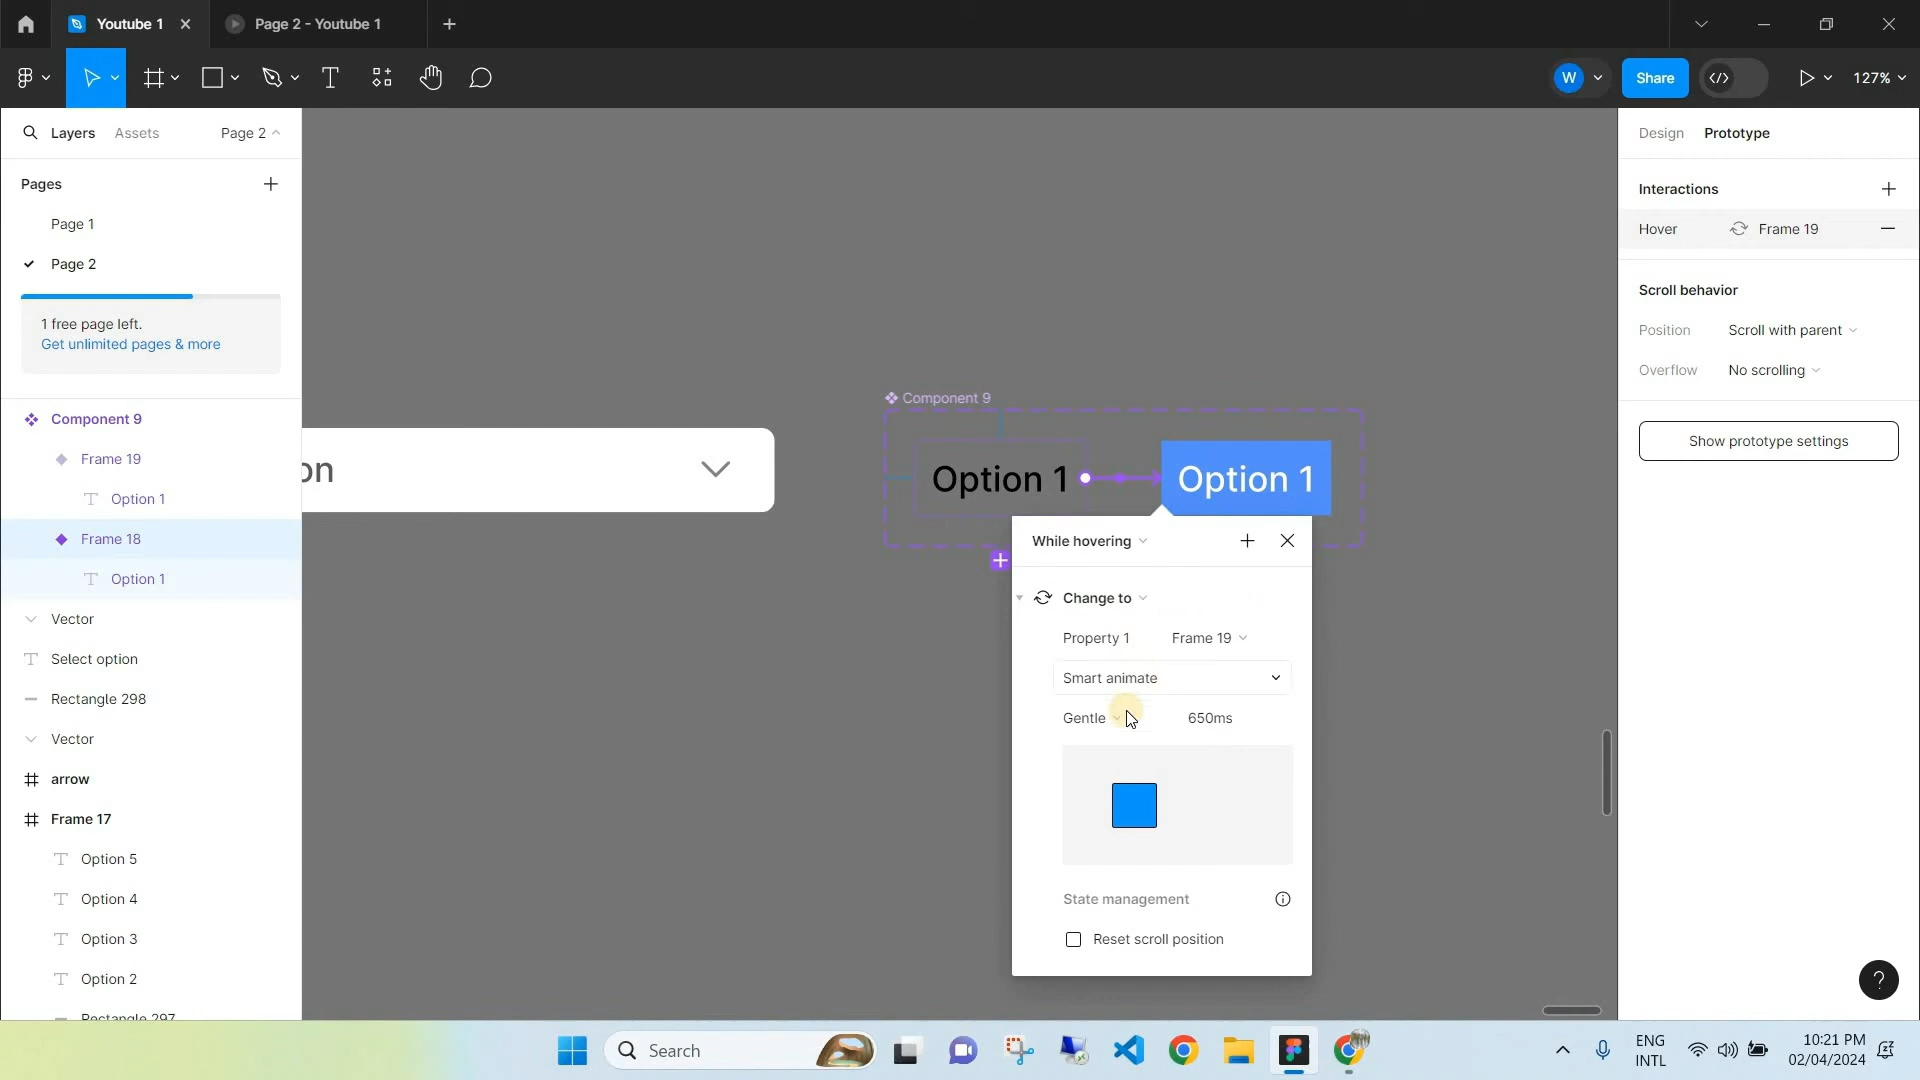 Youtube 1
Page 2 - Youtube 1
W
Share
127%
Layers
Assets
Page 2
Pages
Page 1
Page 2
1 free page left.
Get unlimited pages & more
Component 9
Frame 19
Option 1
Frame 18
Option 1
Vector
Select option
Rectangle 298
Vector
arrow
Frame 17
Option 5
Option 4
Option 3
Option 2
Rectangle 297
on
Component 9
Option 1
Option 1
While hovering
Change to
Property 1 Frame 19
Smart animate
Gentle 650ms
State management
Reset scroll position
Design
Prototype
Interactions
Hover Frame 19
Scroll behavior
Position Scroll with parent
Overflow No scrolling
Show prototype settings
?
Search
ENG
INTL
10:21 PM
02/04/2024